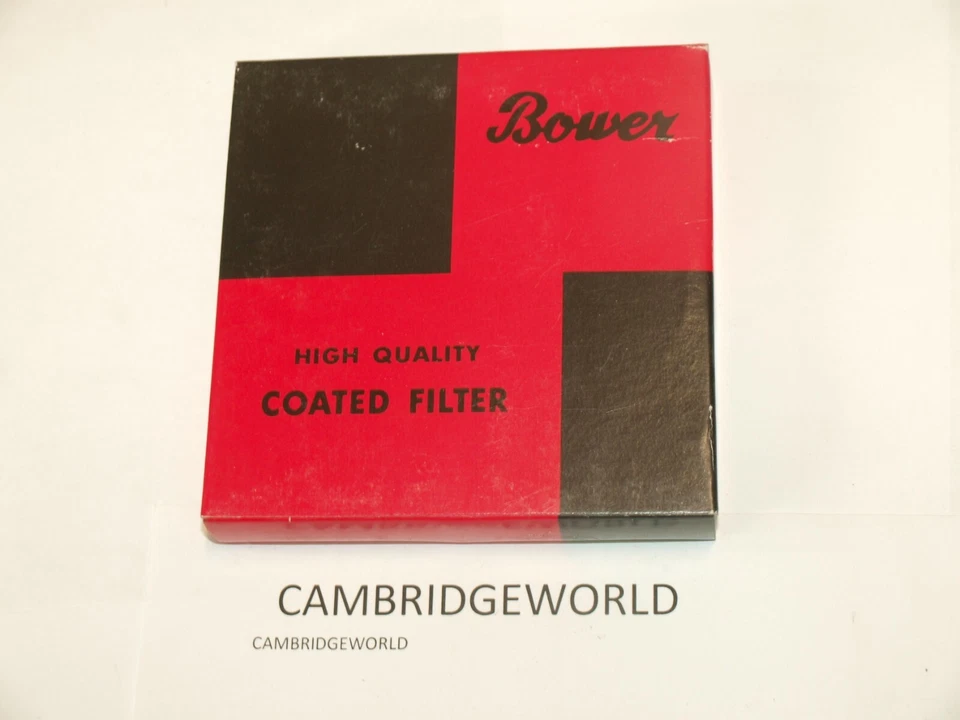 Bower
HIGH QUALITY
COATED FILTER
CAMBRIDGEWORLD
CAMBRIDGEWORLD